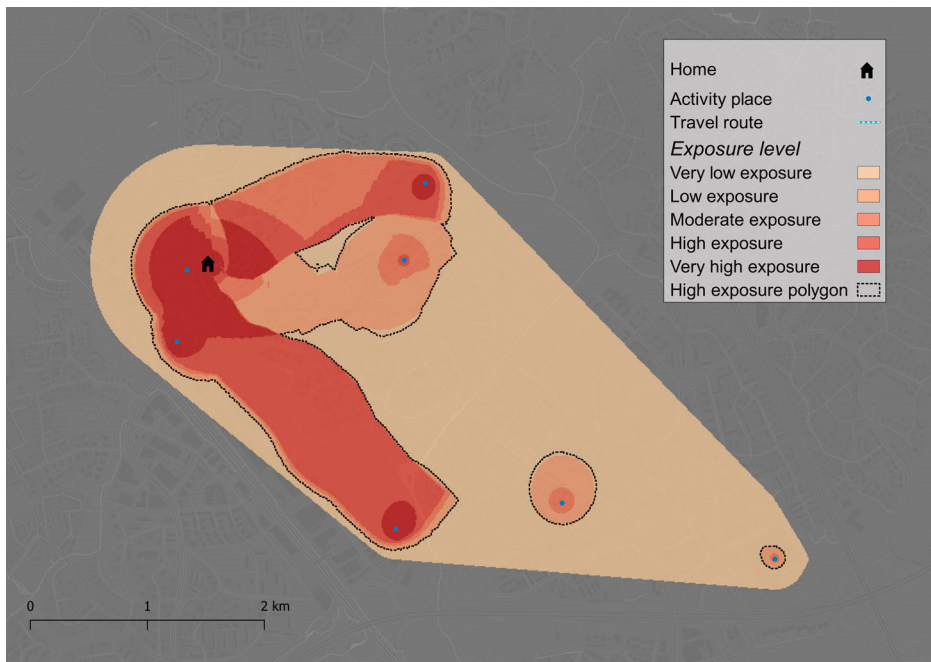 Home
Activity place
Travel route
Exposure level
Very low exposure
Low exposure
Moderate exposure
High exposure
Very high exposure
High exposure polygon
0 1 2 km